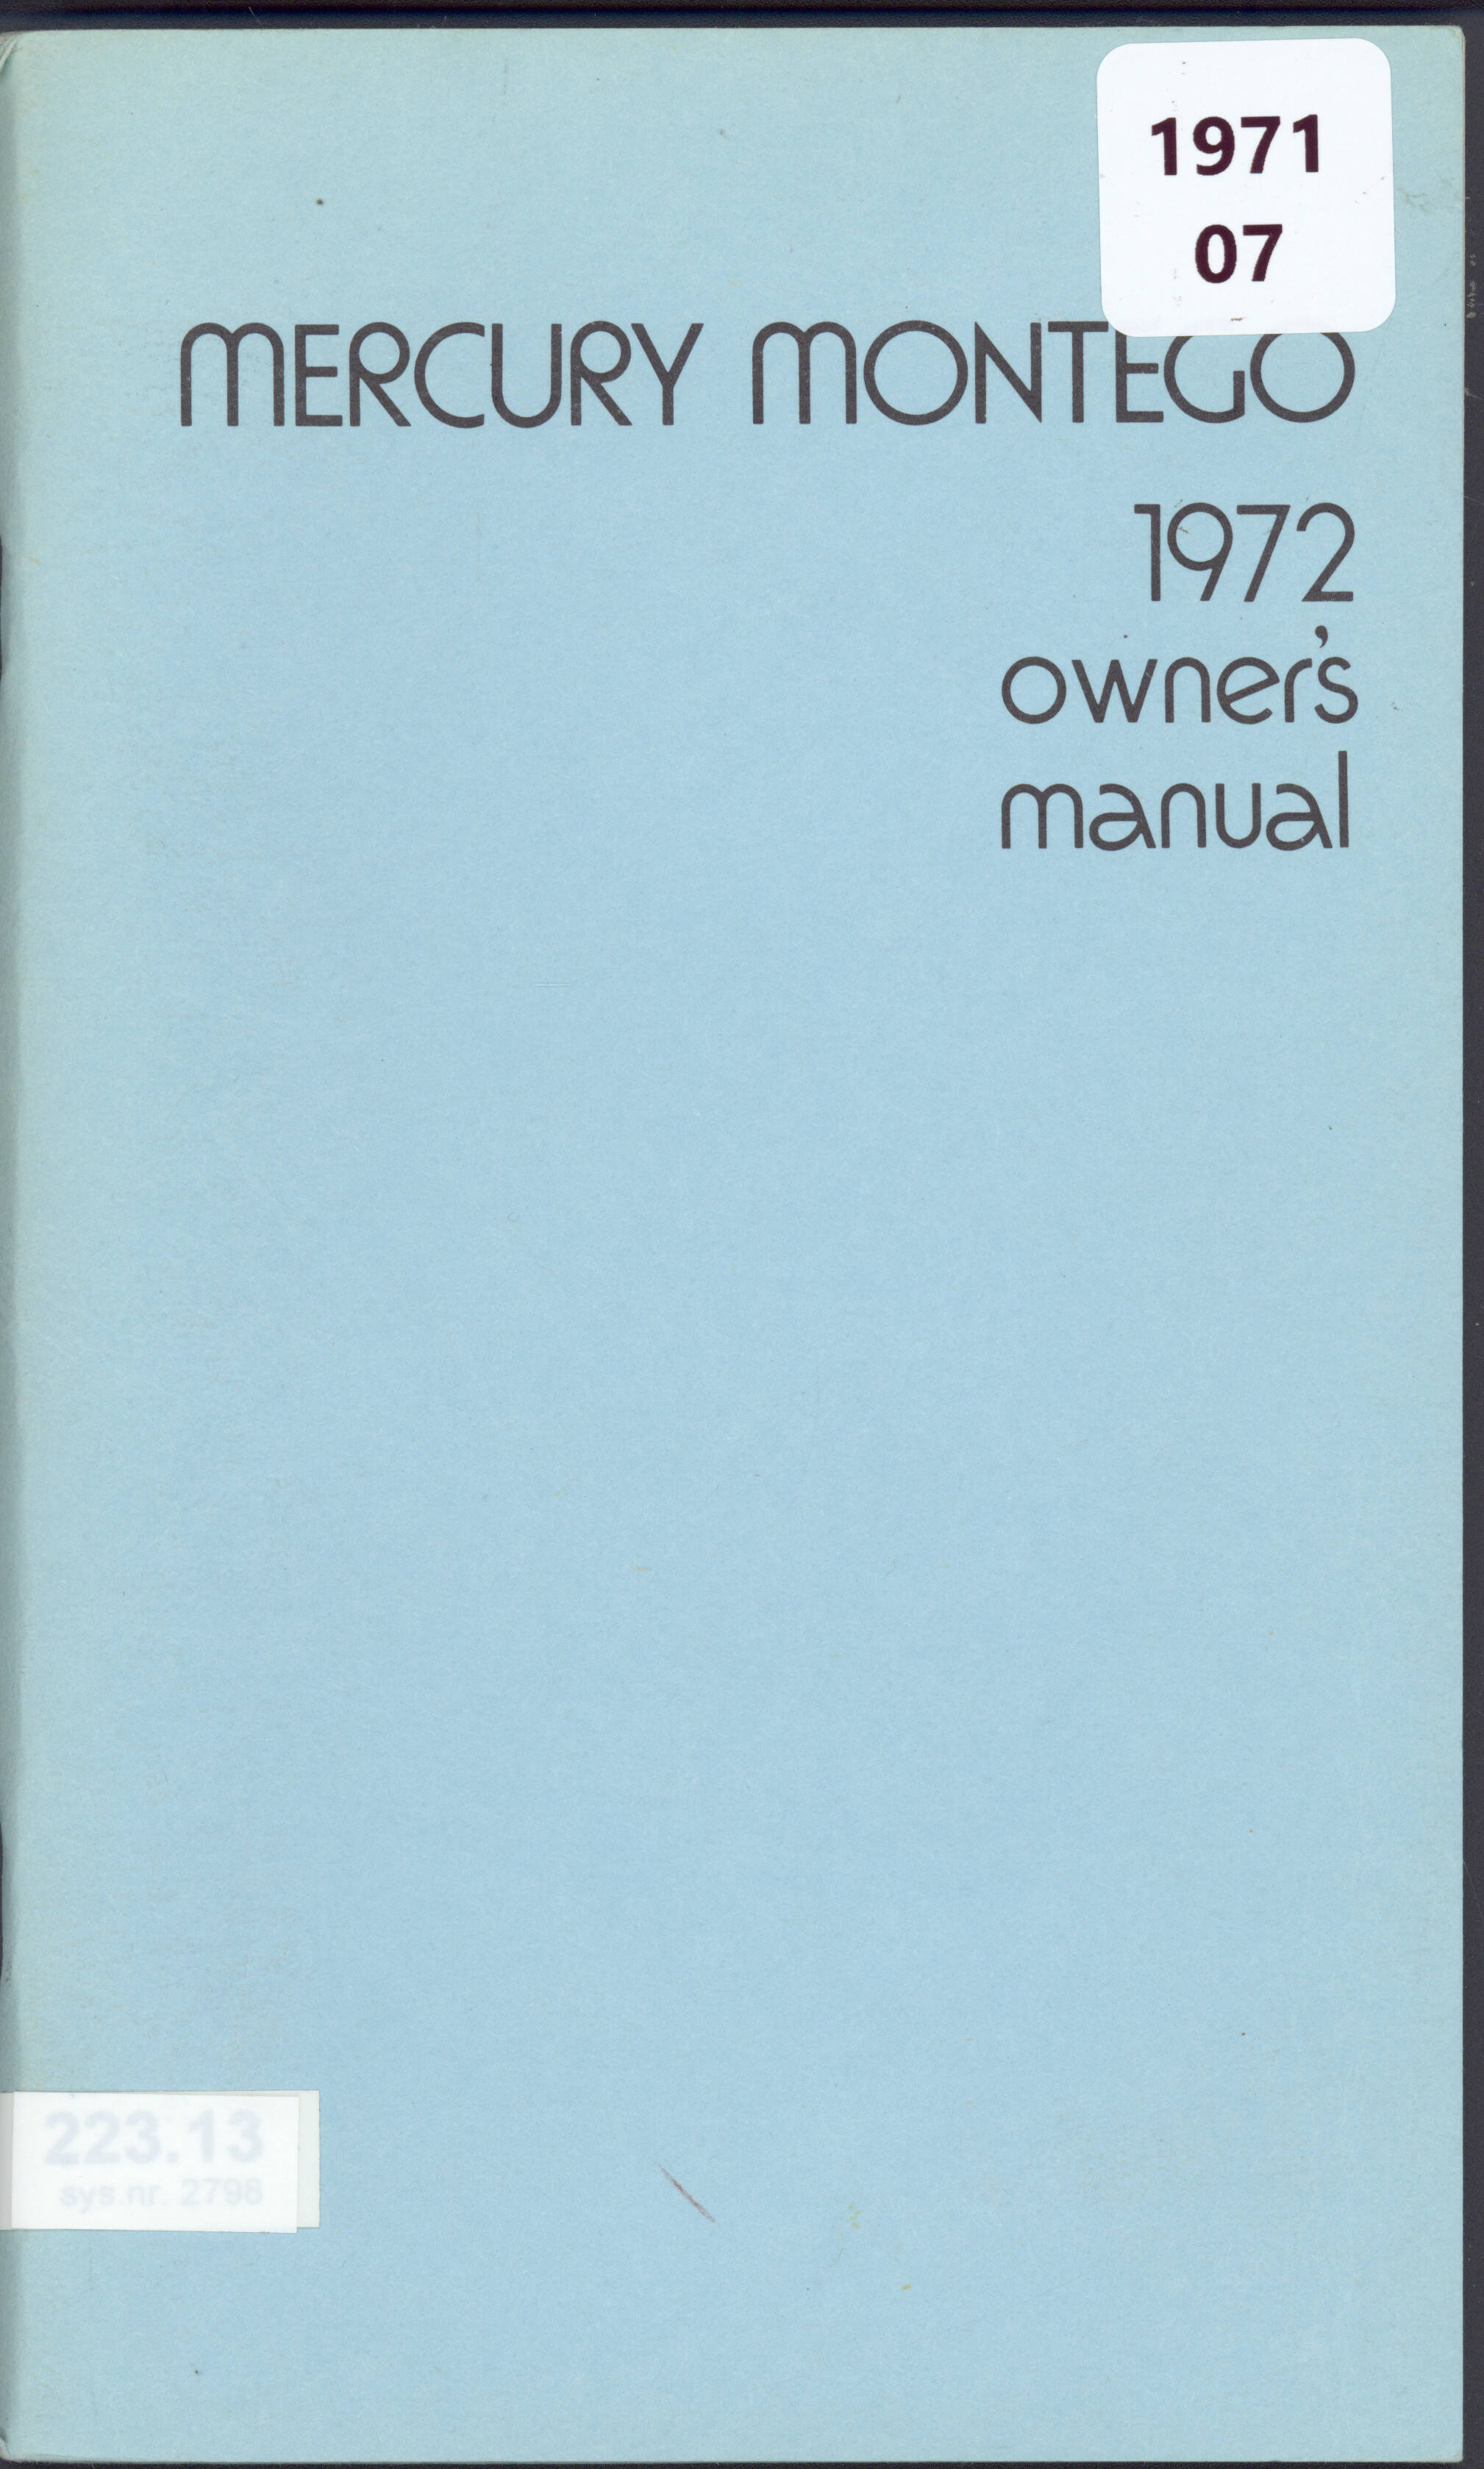 1971
07
MERCURY MONTEGO
1972
owner's
manual
223.13
sys.nr. 2798